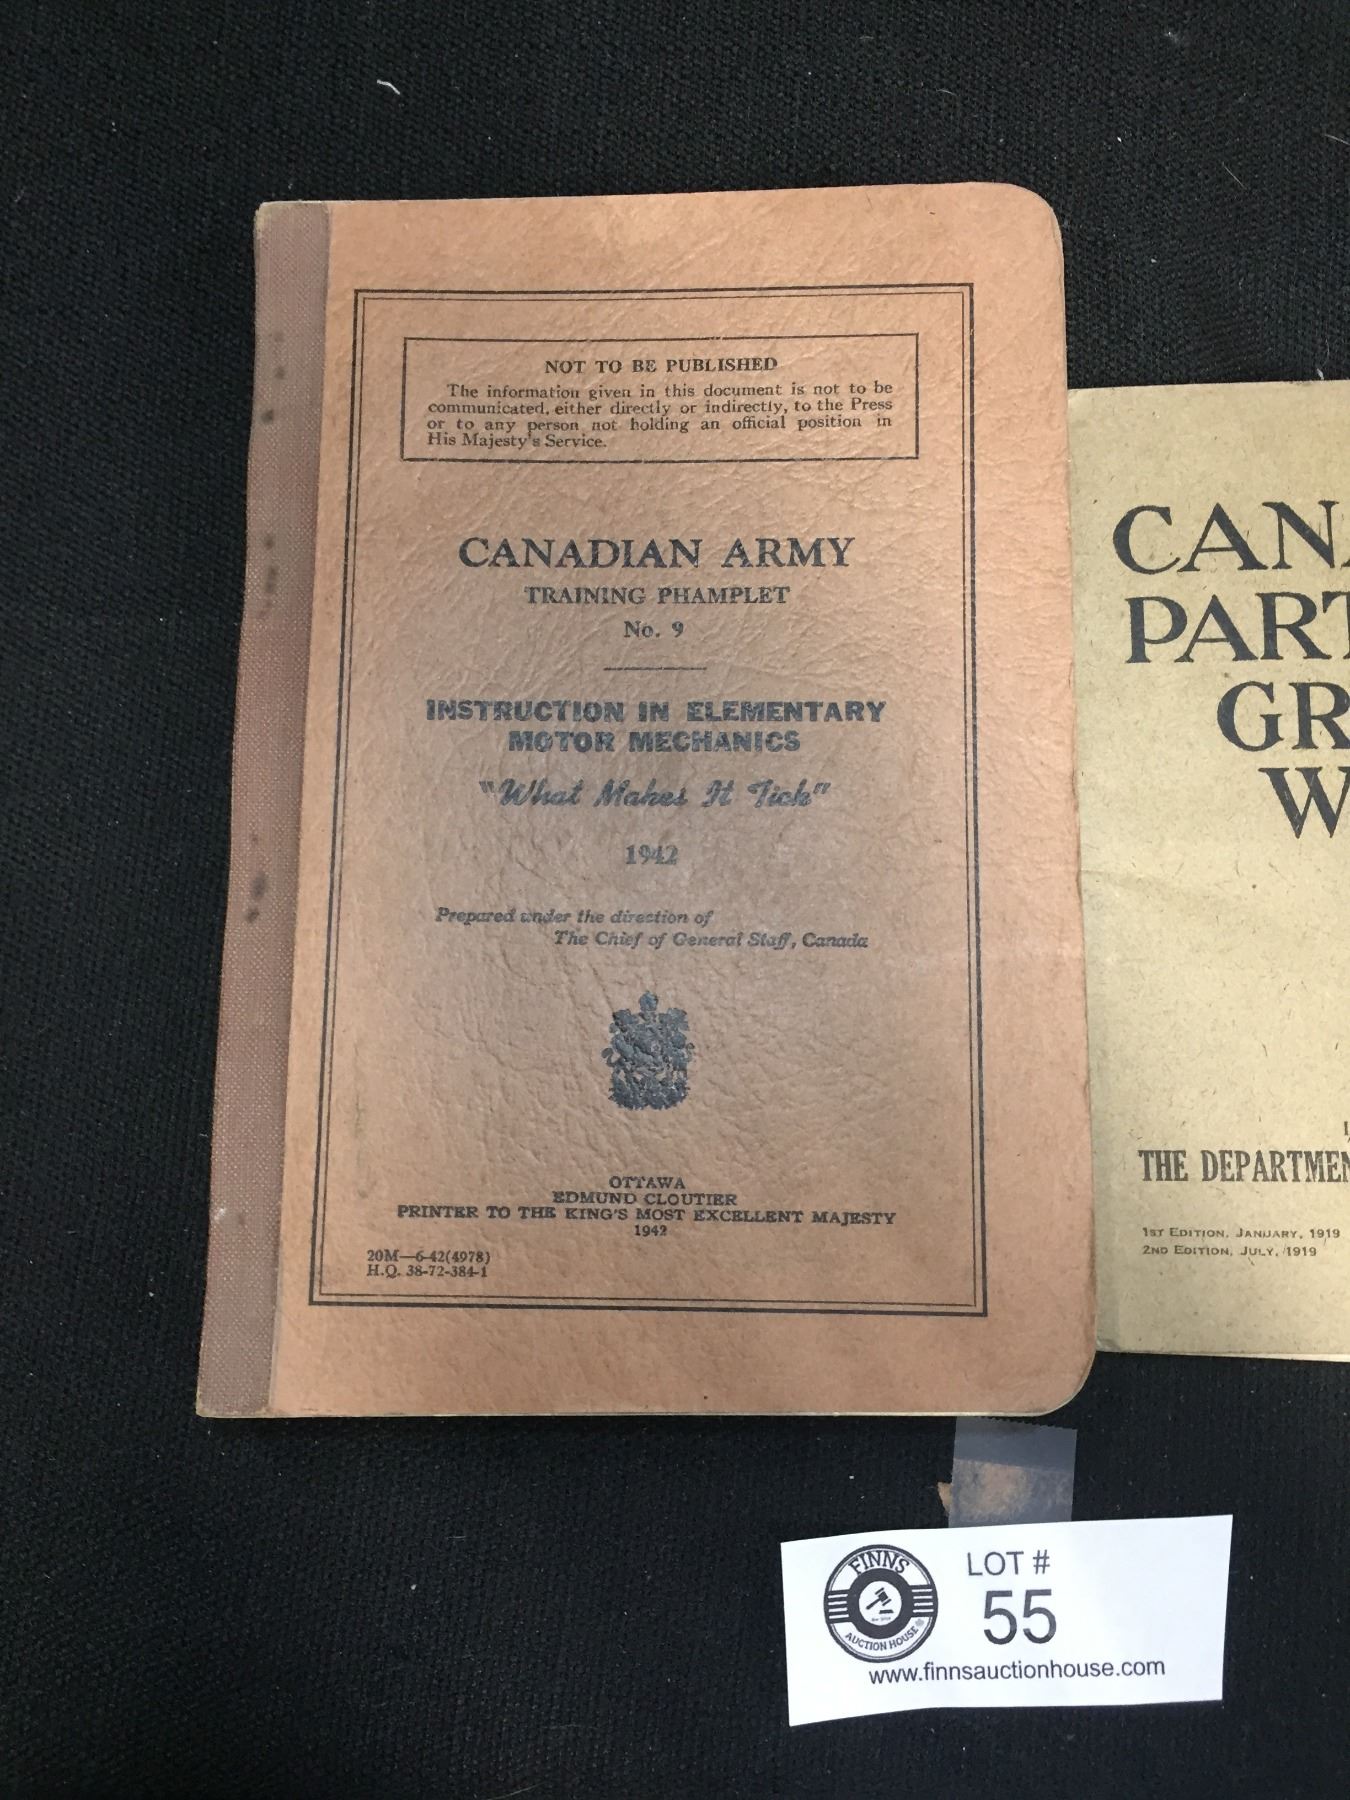 NOT TO BE PUBLISHED
The information given in this document is not to be
communicated, either directly or indirectly, to the Press
or to any person not holding an official position in
His Majesty's Service.
CANADIAN ARMY
TRAINING PHAMPLET
No. 9
INSTRUCTION IN ELEMENTARY
MOTOR MECHANICS
"What Makes It Tick"
1942
Prepared under the direction of
The Chief of General Staff, Canada
OTTAWA
EDMUND CLOUTIER
PRINTER TO THE KING'S MOST EXCELLENT MAJESTY
1942
20M—6-42(4978)
H.Q. 38-72-384-1
CANA
PART
GR
W
THE DEPARTMEN
1ST EDITION, JANUARY, 1919
2ND EDITION, JULY, 1919
FINNS
AUCTION HOUSE
LOT #
55
www.finnsauctionhouse.com